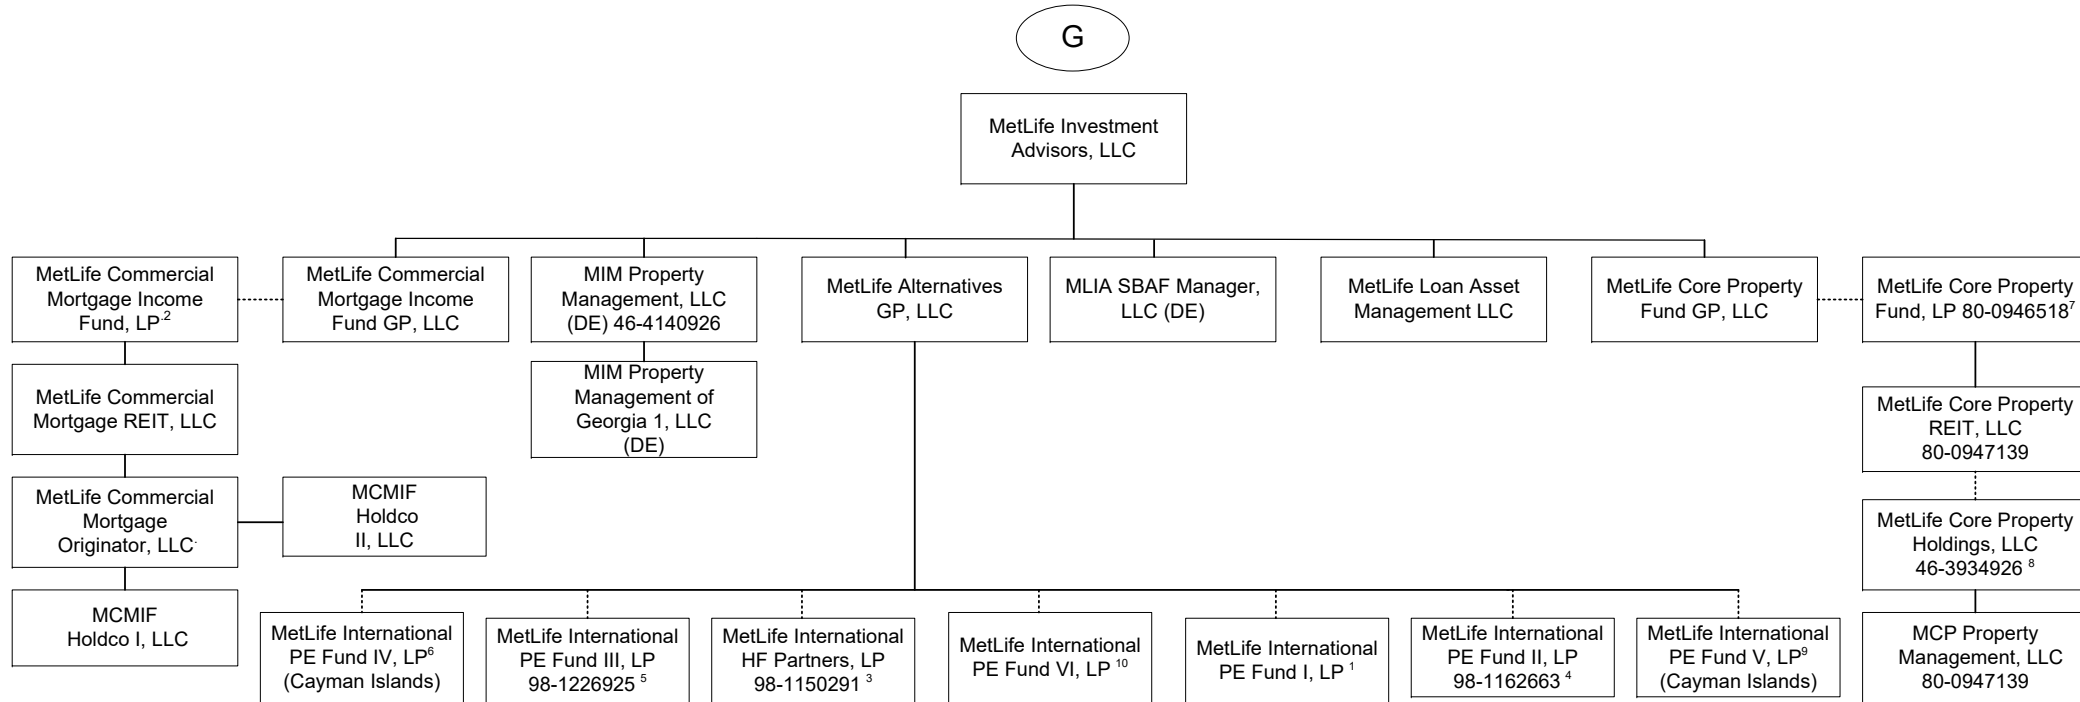 G
MetLife Investment
Advisors, LLC
MetLife Commercial
Mortgage Income
Fund, LP.2
MetLife Commercial
Mortgage Income
Fund GP, LLC
MIM Property
Management, LLC
(DE) 46-4140926
MetLife Alternatives
GP, LLC
MLIA SBAF Manager,
LLC (DE)
MetLife Loan Asset
Management LLC
MetLife Core Property
Fund GP, LLC
MetLife Core Property
Fund, LP 80-09465187
MetLife Commercial
Mortgage REIT, LLC
MIM Property
Management of
Georgia 1, LLC
(DE)
MetLife Core Property
REIT, LLC
80-0947139
MetLife Commercial
Mortgage
Originator, LLC.
MCMIF
Holdco
II, LLC
MetLife Core Property
Holdings, LLC
46-3934926 8
MCMIF
Holdco I, LLC
MetLife International
PE Fund IV, LP6
(Cayman Islands)
MetLife International
PE Fund III, LP
98-1226925 5
MetLife International
HF Partners, LP
98-1150291 3
MetLife International
PE Fund VI, LP 10
MetLife International
PE Fund I, LP 1
MetLife International
PE Fund II, LP
98-1162663 4
MetLife International
PE Fund V, LP9
(Cayman Islands)
MCP Property
Management, LLC
80-0947139